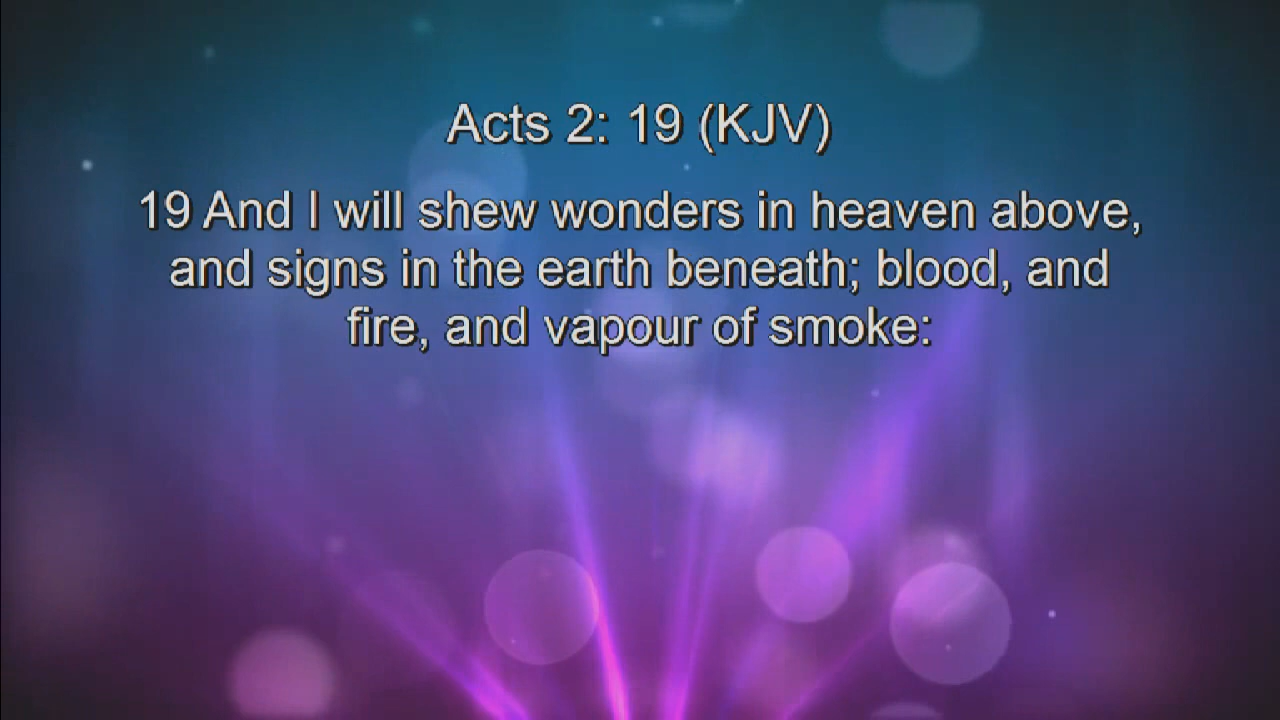 Acts 2: 19 (KJV)
19 And I will shew wonders in heaven above,
and signs in the earth beneath; blood, and
fire, and vapour of smoke: